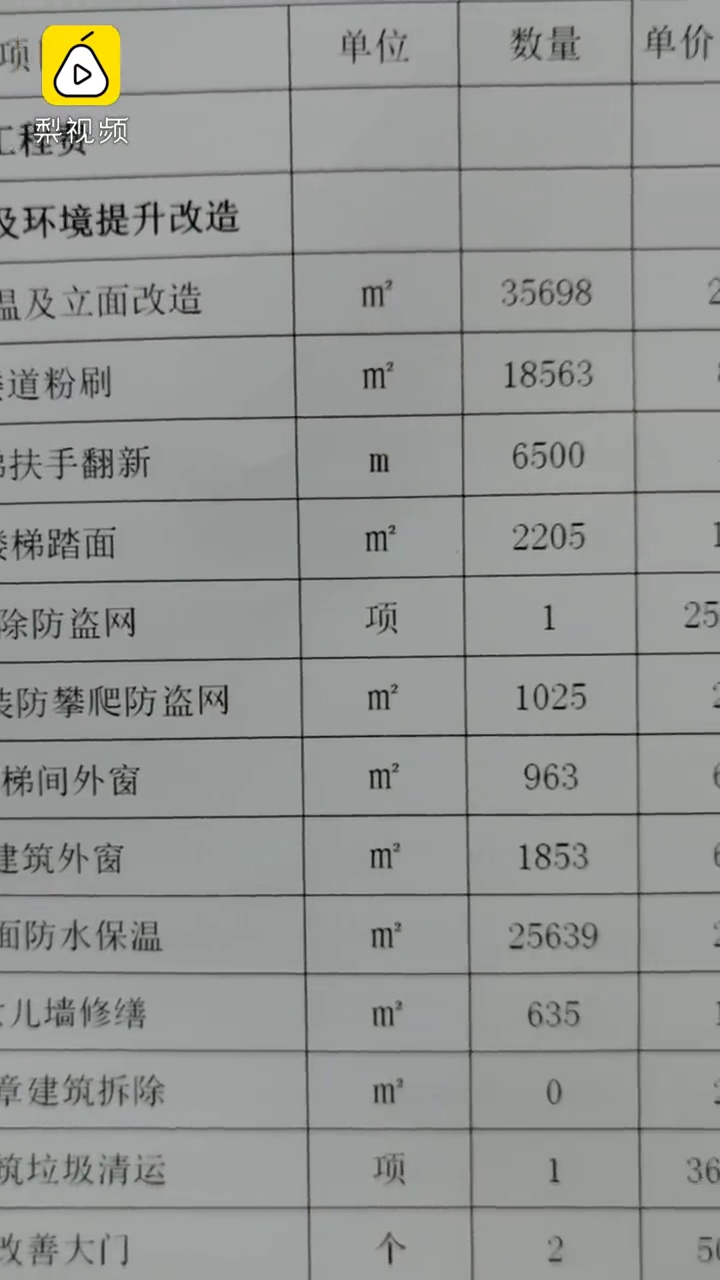 项 单位 数量 单价
梨视频
工程费
及环境提升改造
温及立面改造 m² 35698 2
道粉刷 m² 18563
扶手翻新 m 6500
楼梯踏面 m² 2205 1
除防盗网 项 1 25
装防攀爬防盗网 m² 1025 2
梯间外窗 m² 963 6
建筑外窗 m² 1853 6
面防水保温 m² 25639 2
女儿墙修缮 m² 635 1
章建筑拆除 m² 0 2
筑垃圾清运 项 1 36
改善大门 个 2 50